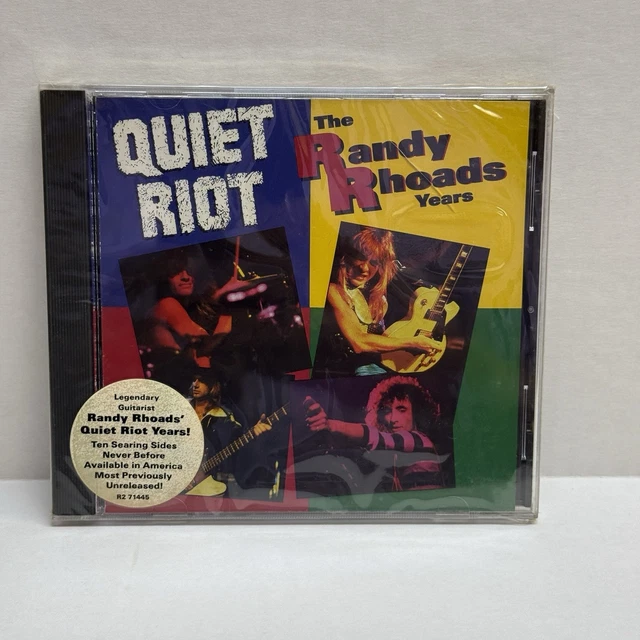 QUIET
RIOT
The
Randy
Rhoads
Years
Legendary
Guitarist
Randy Rhoads'
Quiet Riot Years!
Ten Searing Sides
Never Before
Available in America
Most Previously
Unreleased!
R2 71445